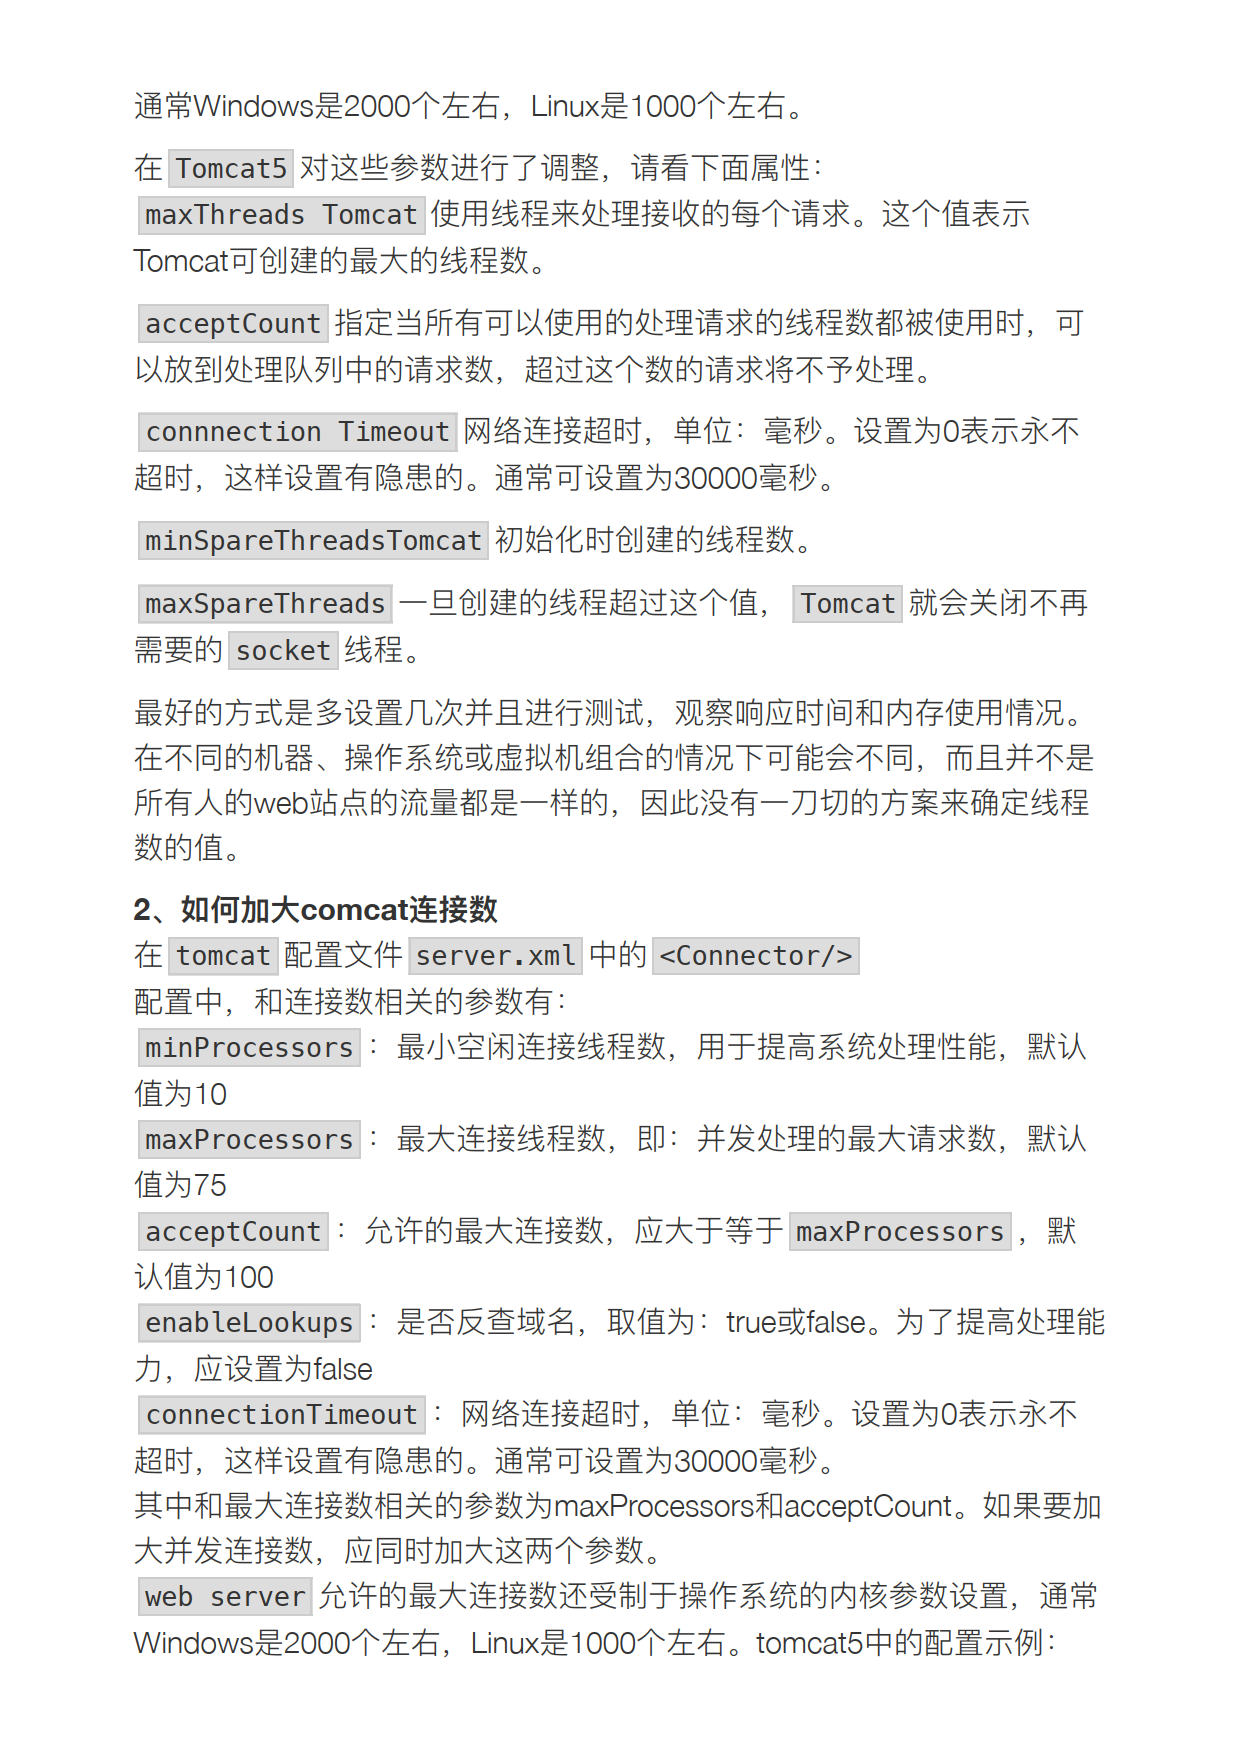 通常Windows是2000个左右，Linux是1000个左右。
在 Tomcat5 对这些参数进行了调整，请看下面属性：
maxThreads Tomcat 使用线程来处理接收的每个请求。这个值表示
Tomcat可创建的最大的线程数。
acceptCount 指定当所有可以使用的处理请求的线程数都被使用时，可
以放到处理队列中的请求数，超过这个数的请求将不予处理。
connnection Timeout 网络连接超时，单位：毫秒。设置为0表示永不
超时，这样设置有隐患的。通常可设置为30000毫秒。
minSpareThreadsTomcat 初始化时创建的线程数。
maxSpareThreads 一旦创建的线程超过这个值， Tomcat 就会关闭不再
需要的 socket 线程。
最好的方式是多设置几次并且进行测试，观察响应时间和内存使用情况。
在不同的机器、操作系统或虚拟机组合的情况下可能会不同，而且并不是
所有人的web站点的流量都是一样的，因此没有一刀切的方案来确定线程
数的值。
2、如何加大comcat连接数
在 tomcat 配置文件 server.xml 中的 <Connector/>
配置中，和连接数相关的参数有：
minProcessors ：最小空闲连接线程数，用于提高系统处理性能，默认
值为10
maxProcessors ：最大连接线程数，即：并发处理的最大请求数，默认
值为75
acceptCount ：允许的最大连接数，应大于等于 maxProcessors ，默
认值为100
enableLookups ：是否反查域名，取值为：true或false。为了提高处理能
力，应设置为false
connectionTimeout ：网络连接超时，单位：毫秒。设置为0表示永不
超时，这样设置有隐患的。通常可设置为30000毫秒。
其中和最大连接数相关的参数为maxProcessors和acceptCount。如果要加
大并发连接数，应同时加大这两个参数。
web server 允许的最大连接数还受制于操作系统的内核参数设置，通常
Windows是2000个左右，Linux是1000个左右。tomcat5中的配置示例：